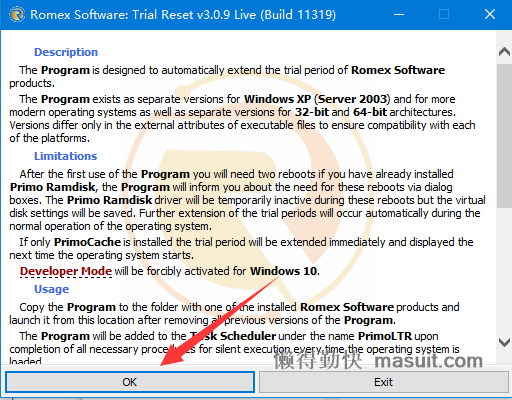 Romex Software: Trial Reset v3.0.9 Live (Build 11319)
Description
The Program is designed to automatically extend the trial period of Romex Software
products.
The Program exists as separate versions for Windows XP (Server 2003) and for more
modern operating systems as well as separate versions for 32-bit and 64-bit architectures.
Versions differ only in the external attributes of executable files to ensure compatibility with each
of the platforms.
Limitations
After the first use of the Program you will need two reboots if you have already installed
Primo Ramdisk, the Program will inform you about the need for these reboots via dialog
boxes. The Primo Ramdisk driver will be temporarily inactive during these reboots but the virtual
disk settings will be saved. Further extension of the trial periods will occur automatically during the
normal operation of the operating system.
If only PrimoCache is installed the trial period will be extended immediately and displayed the
next time the operating system starts.
Developer Mode will be forcibly activated for Windows 10.
Usage
Copy the Program to the folder with one of the installed Romex Software products and
launch it from this location after removing all previous versions of the Program.
The Program will be added to the Task Scheduler under the name PrimoLTR upon
completion of all necessary procedures for silent execution every time the operating system is
loaded.
懒得勤快 masuit.com
OK
Exit